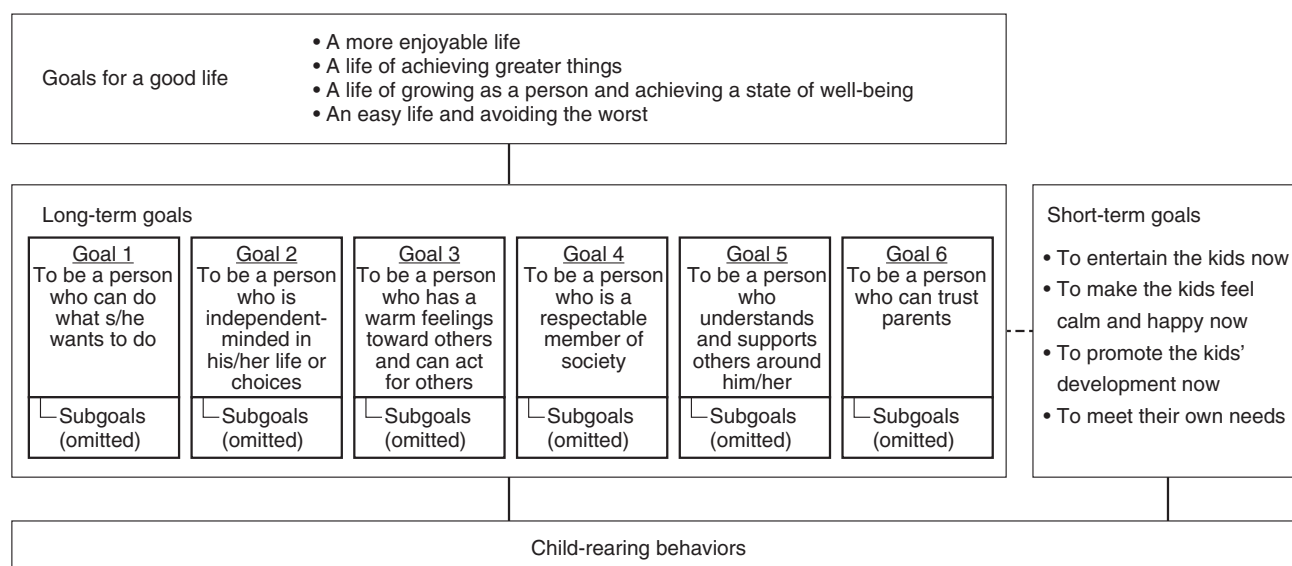 Goals for a good life
• A more enjoyable life
• A life of achieving greater things
• A life of growing as a person and achieving a state of well-being
• An easy life and avoiding the worst
Long-term goals
Goal 1
To be a person
who can do
what s/he
wants to do
Subgoals
(omitted)
Goal 2
To be a person
who is
independent-
minded in
his/her life or
choices
Subgoals
(omitted)
Goal 3
To be a person
who has a
warm feelings
toward others
and can act
for others
Subgoals
(omitted)
Goal 4
To be a person
who is a
respectable
member of
society
Subgoals
(omitted)
Goal 5
To be a person
who
understands
and supports
others around
him/her
Subgoals
(omitted)
Goal 6
To be a person
who can trust
parents
Subgoals
(omitted)
Short-term goals
• To entertain the kids now
• To make the kids feel
calm and happy now
• To promote the kids'
development now
• To meet their own needs
Child-rearing behaviors